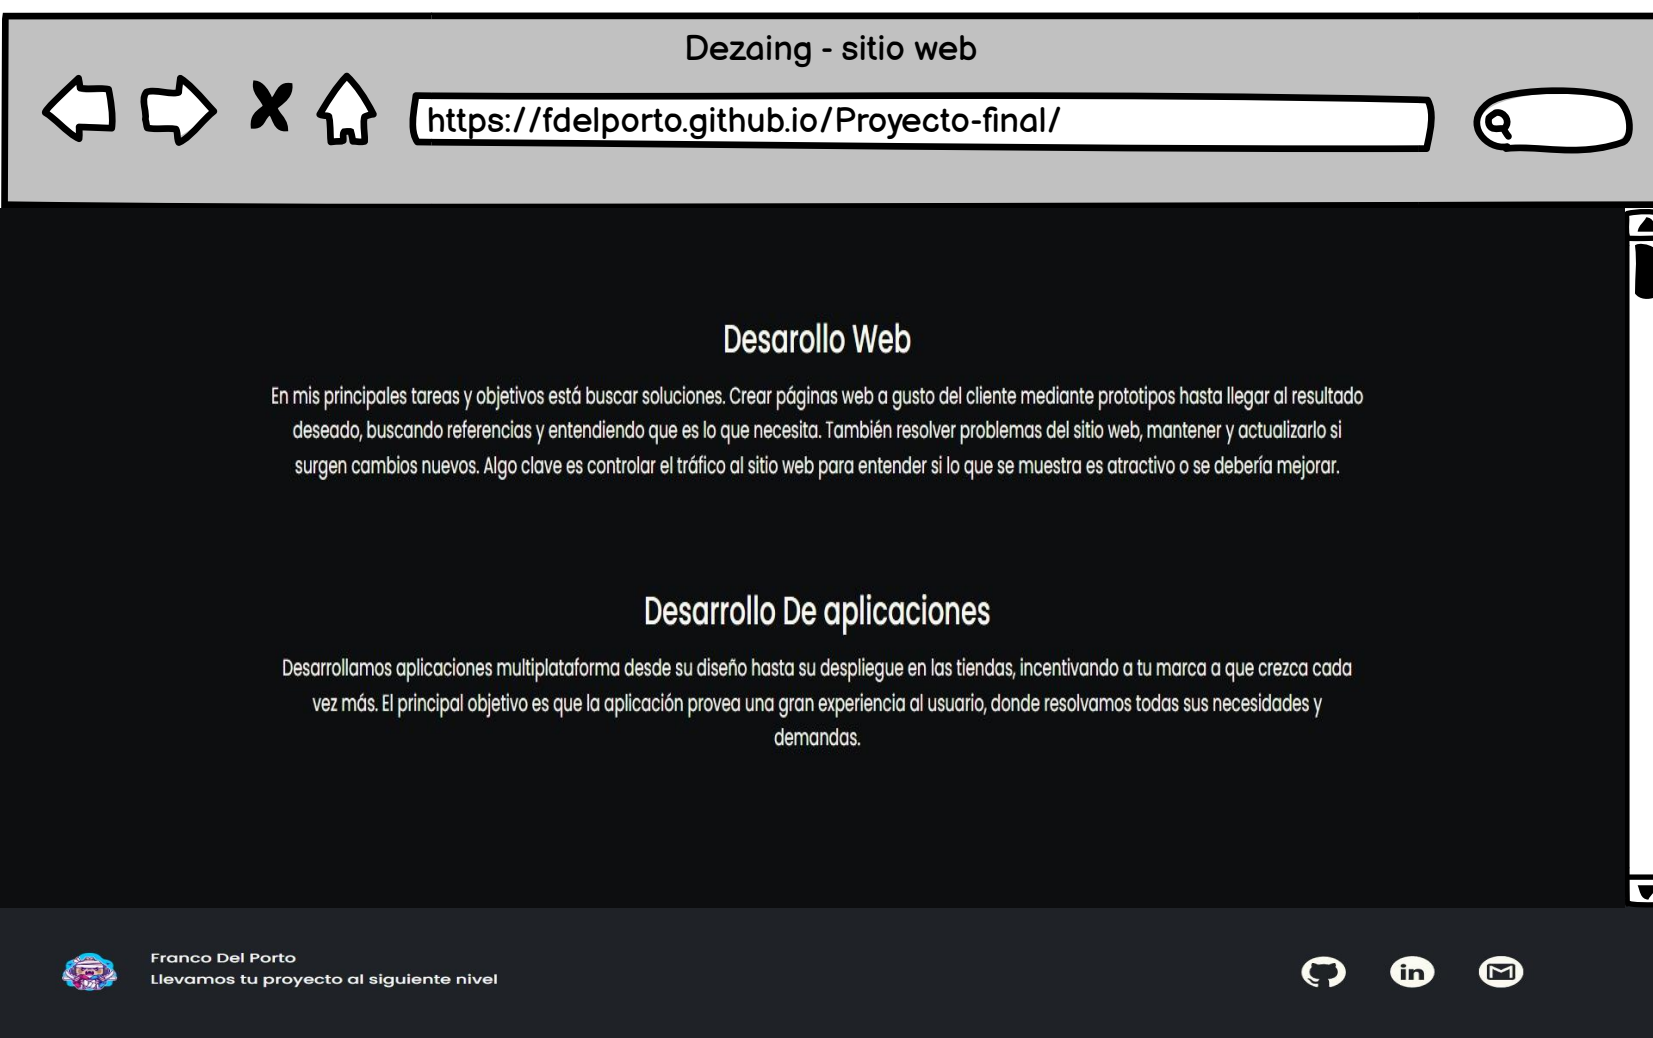 Dezaing - sitio web
https://fdelporto.github.io/Proyecto-final/
Desarollo Web
En mis principales tareas y objetivos está buscar soluciones. Crear páginas web a gusto del cliente mediante prototipos hasta llegar al resultado
deseado, buscando referencias y entendiendo que es lo que necesita. También resolver problemas del sitio web, mantener y actualizarlo si
surgen cambios nuevos. Algo clave es controlar el tráfico al sitio web para entender si lo que se muestra es atractivo o se debería mejorar.
Desarrollo De aplicaciones
Desarrollamos aplicaciones multiplataforma desde su diseño hasta su despliegue en las tiendas, incentivando a tu marca a que crezca cada
vez más. El principal objetivo es que la aplicación provea una gran experiencia al usuario, donde resolvamos todas sus necesidades y
demandas.
Franco Del Porto
Llevamos tu proyecto al siguiente nivel
in